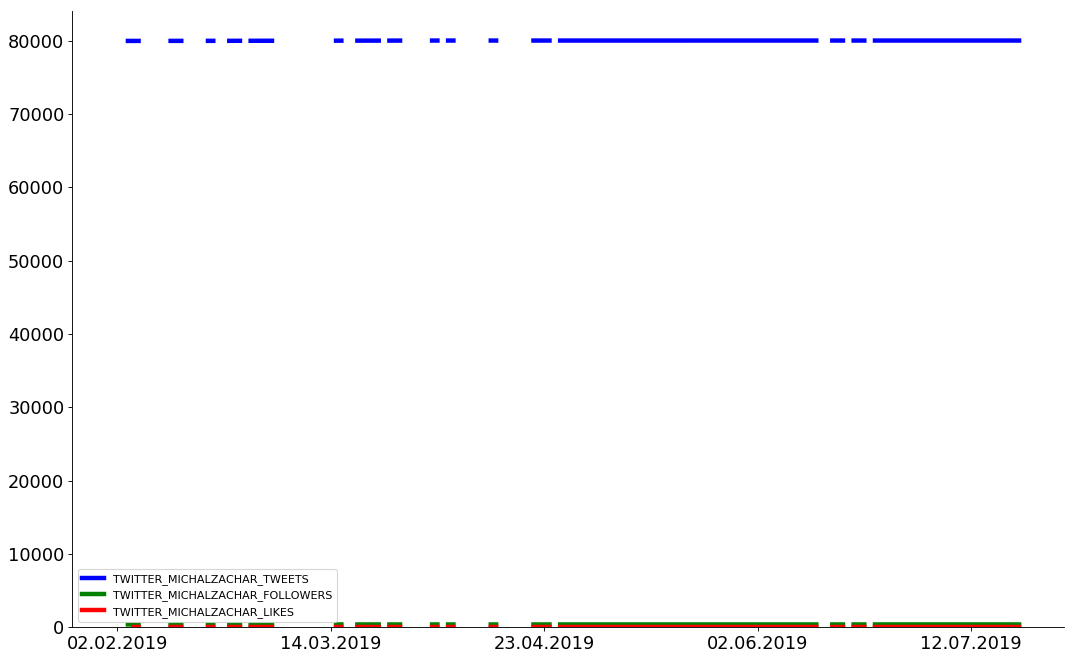 80000
70000
60000
50000
40000
30000
20000
10000
0
TWITTER_MICHALZACHAR_TWEETS
TWITTER_MICHALZACHAR_FOLLOWERS
TWITTER_MICHALZACHAR_LIKES
02.02.2019 14.03.2019 23.04.2019 02.06.2019 12.07.2019